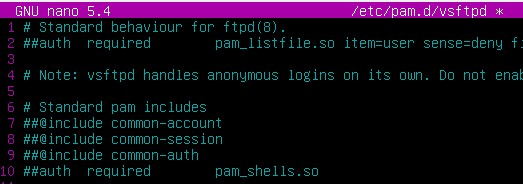 GNU nano 5.4 /etc/pam.d/vsftpd *
1 # Standard behaviour for ftpd(8).
2 ##auth required pam_listfile.so item=user sense=deny fi
3
4 # Note: vsftpd handles anonymous logins on its own. Do not enab
5
6 # Standard pam includes
7 ##@include common-account
8 ##@include common-session
9 ##@include common-auth
10 ##auth required pam_shells.so